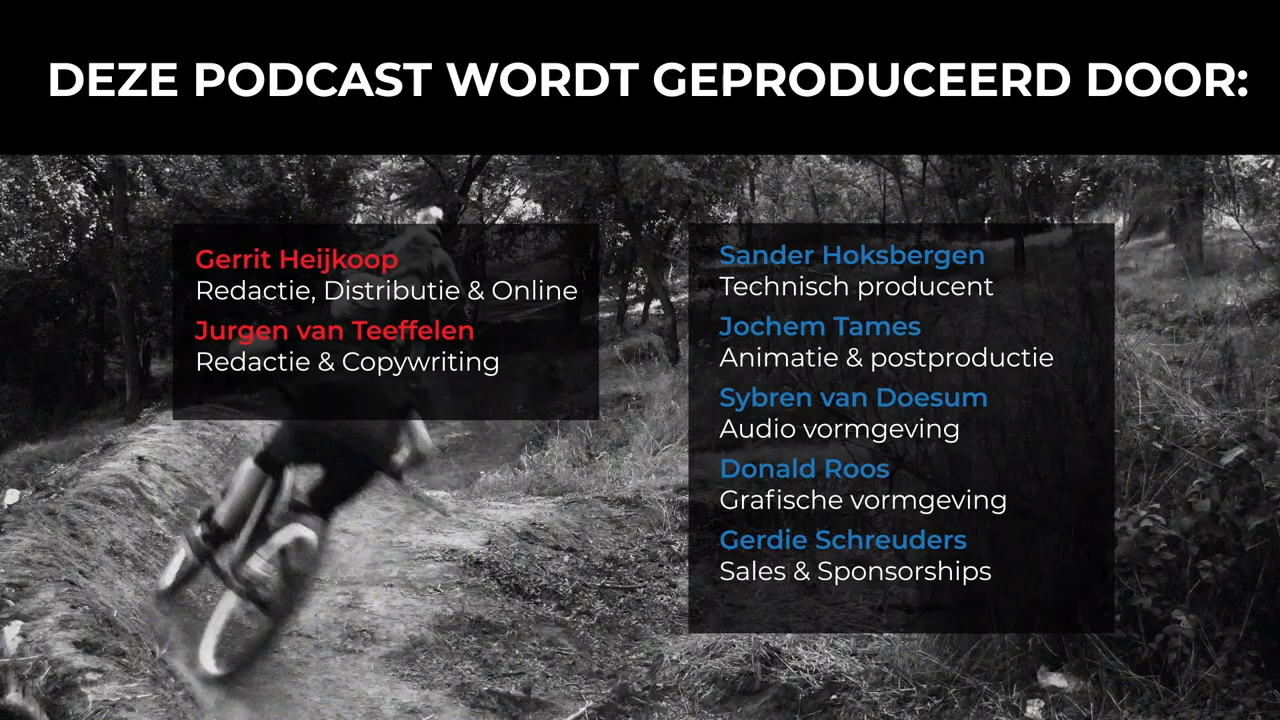 DEZE PODCAST WORDT GEPRODUCEERD DOOR:
Gerrit Heijkoop
Redactie, Distributie & Online
Jurgen van Teeffelen
Redactie & Copywriting
Sander Hoksbergen
Technisch producent
Jochem Tames
Animatie & postproductie
Sybren van Doesum
Audio vormgeving
Donald Roos
Grafische vormgeving
Gerdie Schreuders
Sales & Sponsorships